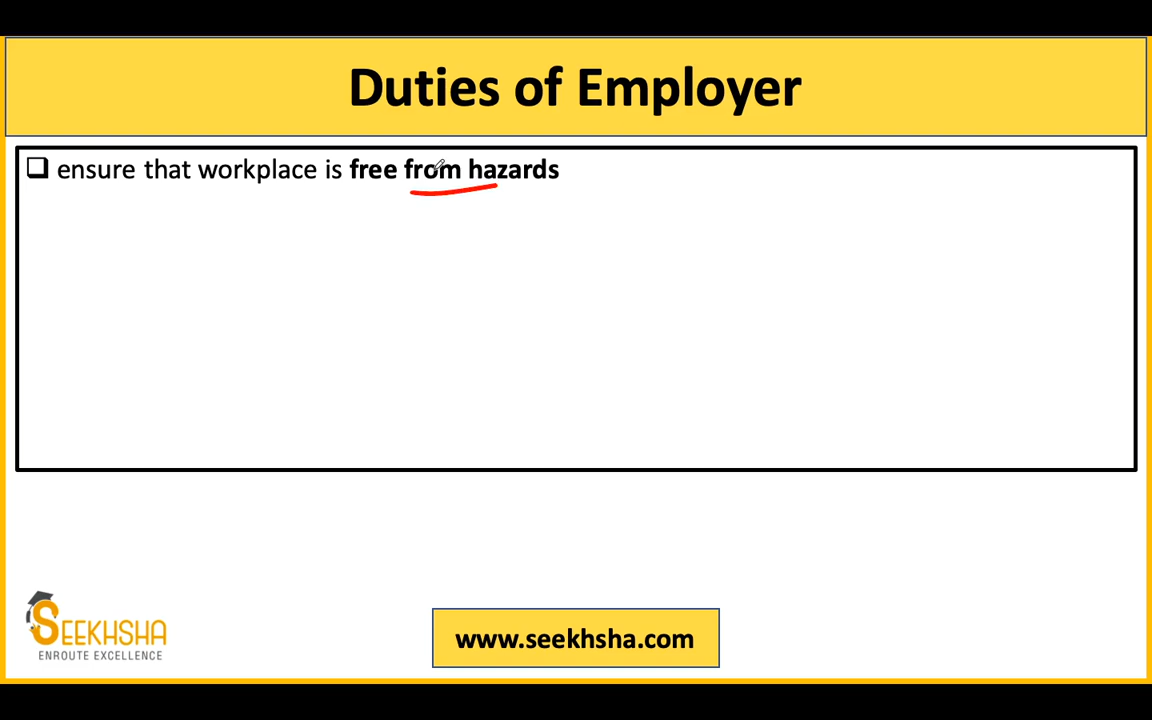 Duties of Employer
ensure that workplace is free from hazards
SEEKHSHA
ENROUTE EXCELLENCE
www.seekhsha.com